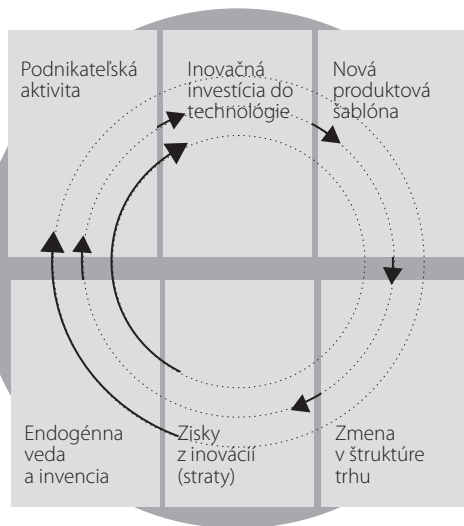 Podnikateľská
aktivita
Inovačná
investícia do
technológie
Nová
produktová
šablóna
Endogénna
veda
a invencia
Zisky
z inovácií
(straty)
Zmena
v štruktúre
trhu